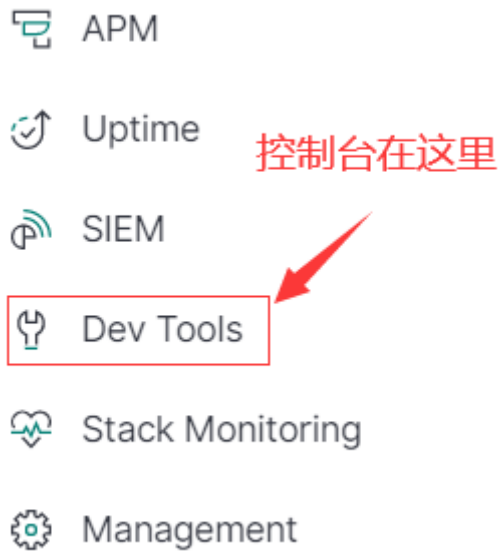 APM
Uptime
控制台在这里
SIEM
Dev Tools
Stack Monitoring
Management